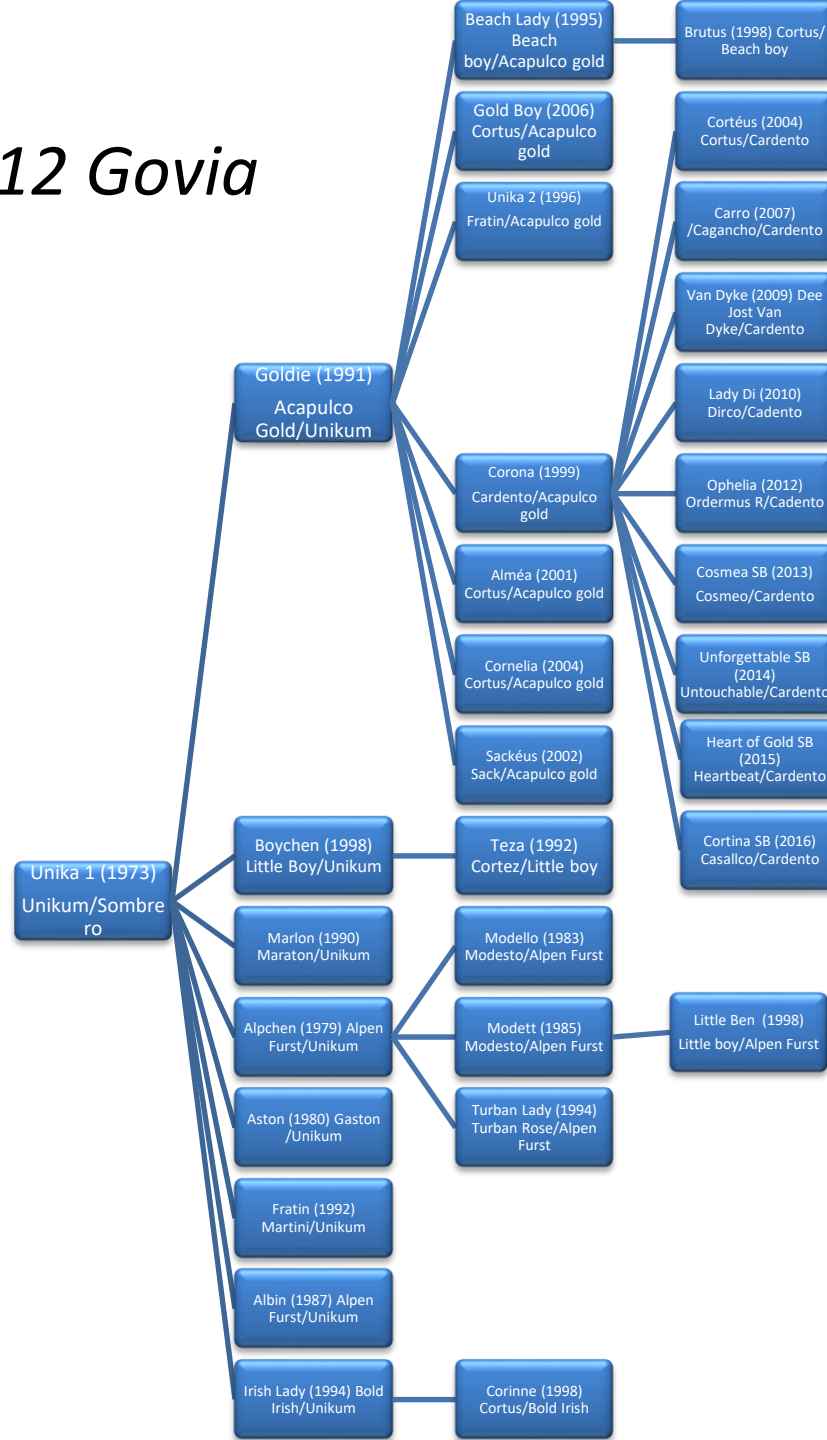 12 Govia
Beach Lady (1995)
Beach
boy/Acapulco gold
Brutus (1998) Cortus/
Beach boy
Gold Boy (2006)
Cortus/Acapulco
gold
Unika 2 (1996)
Fratin/Acapulco gold
Cortéus (2004)
Cortus/Cardento
Carro (2007)
/Cagancho/Cardento
Van Dyke (2009) Dee
Jost Van
Dyke/Cardento
Lady Di (2010)
Dirco/Cadento
Ophelia (2012)
Ordermus R/Cadento
Cosmea SB (2013)
Cosmeo/Cardento
Unforgettable SB
(2014)
Untouchable/Cardento
Heart of Gold SB
(2015)
Heartbeat/Cardento
Cortina SB (2016)
Casallco/Cardento
Goldie (1991)
Acapulco
Gold/Unikum
Corona (1999)
Cardento/Acapulco
gold
Alméa (2001)
Cortus/Acapulco gold
Cornelia (2004)
Cortus/Acapulco gold
Sackéus (2002)
Sack/Acapulco gold
Unika 1 (1973)
Unikum/Sombre
ro
Boychen (1998)
Little Boy/Unikum
Teza (1992)
Cortez/Little boy
Marlon (1990)
Maraton/Unikum
Alpchen (1979) Alpen
Furst/Unikum
Modello (1983)
Modesto/Alpen Furst
Modett (1985)
Modesto/Alpen Furst
Little Ben (1998)
Little boy/Alpen Furst
Turban Lady (1994)
Turban Rose/Alpen
Furst
Aston (1980) Gaston
/Unikum
Fratin (1992)
Martini/Unikum
Albin (1987) Alpen
Furst/Unikum
Irish Lady (1994) Bold
Irish/Unikum
Corinne (1998)
Cortus/Bold Irish